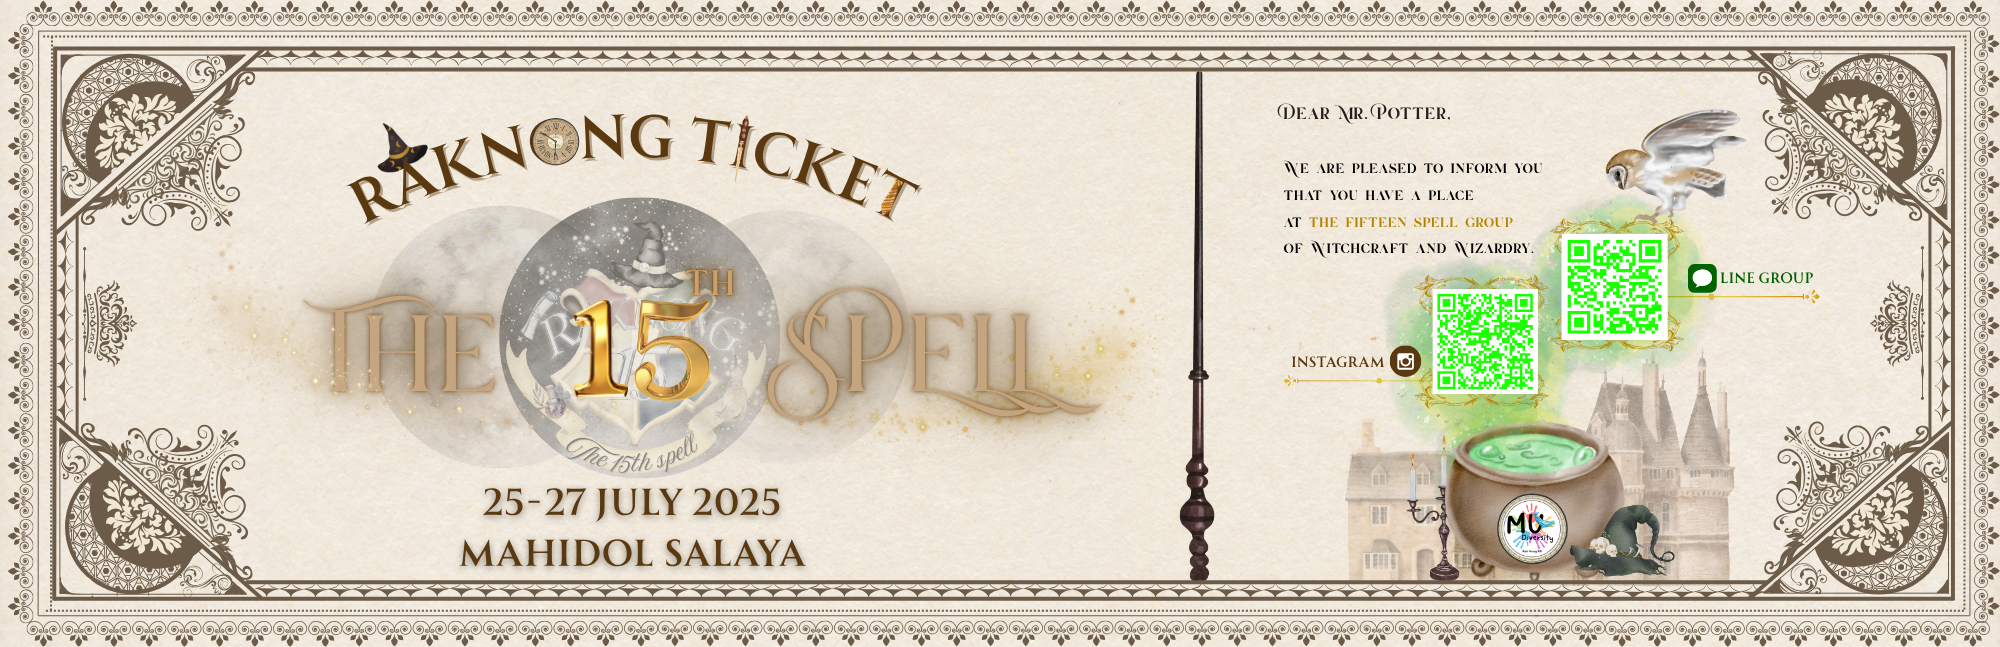 RAKNONG TICKET
THE 15TH SPELL
RAKNONG
The 15th spell
25-27 JULY 2025
MAHIDOL SALAYA
DEAR MR. POTTER,
WE ARE PLEASED TO INFORM YOU
THAT YOU HAVE A PLACE
AT THE FIFTEEN SPELL GROUP
OF WITCHCRAFT AND WIZARDRY.
LINE GROUP
INSTAGRAM
MU
Diversity